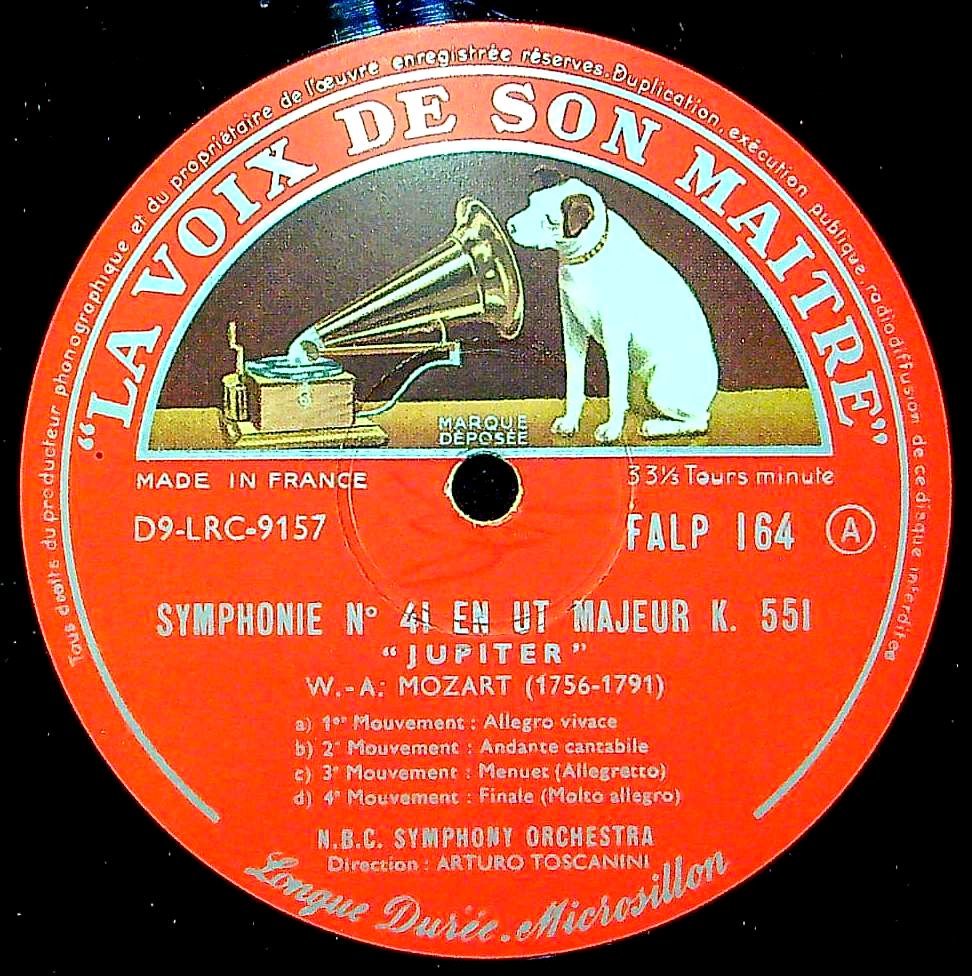 Tous droits du producteur phonographique et du propriétaire de l'œuvre enregistrée réservés. Duplication, exécution publique, radiodiffusion de ce disque interdites
"LA VOIX DE SON MAITRE"
MARQUE
DÉPOSÉE
MADE IN FRANCE
33⅓ Tours minute
D9-LRC-9157
FALP 164 A
SYMPHONIE N° 41 EN UT MAJEUR K. 551
"JUPITER"
W.-A. MOZART (1756-1791)
a) 1er Mouvement : Allegro vivace
b) 2e Mouvement : Andante cantabile
c) 3e Mouvement : Menuet (Allegretto)
d) 4e Mouvement : Finale (Molto allegro)
N.B.C. SYMPHONY ORCHESTRA
Direction : ARTURO TOSCANINI
Longue Durée - Microsillon